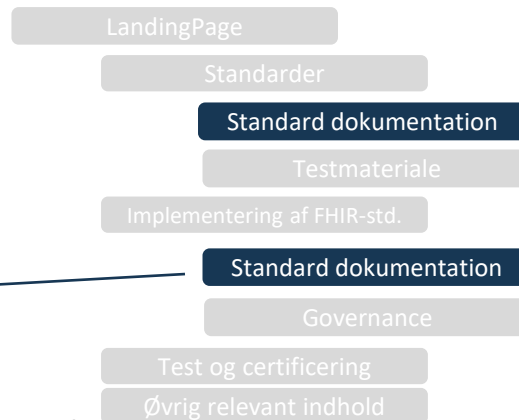 LandingPage
Standarder
Standard dokumentation
Testmateriale
Implementering af FHIR-std.
Standard dokumentation
Governance
Test og certificering
Øvrig relevant indhold